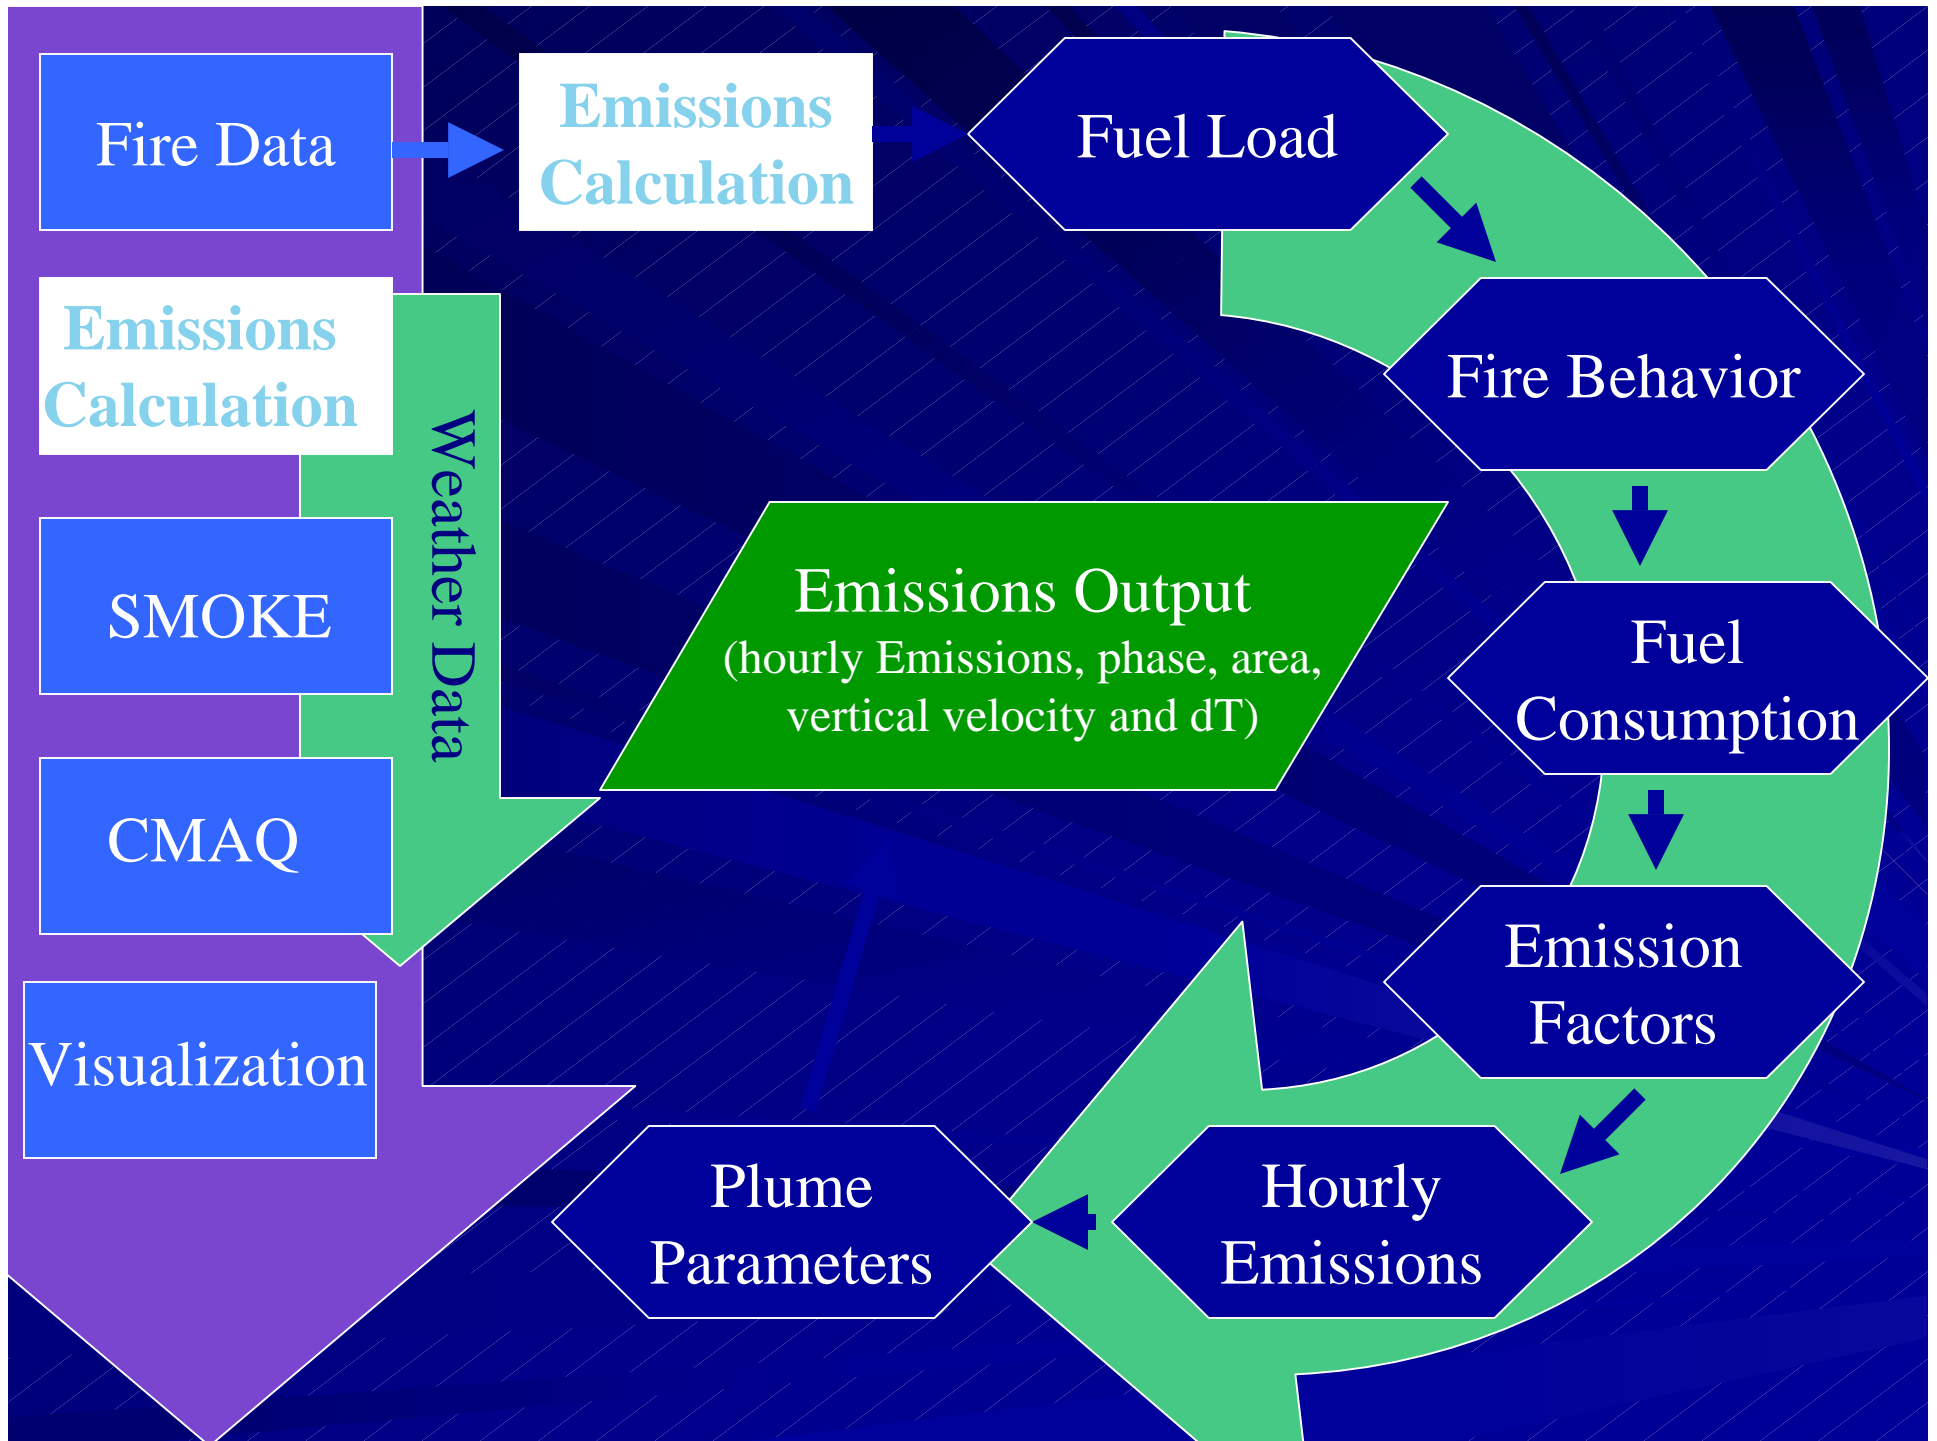 Fire Data
Emissions
Calculation
Fuel Load
Emissions
Calculation
Weather Data
Fire Behavior
SMOKE
Emissions Output
(hourly Emissions, phase, area,
vertical velocity and dT)
Fuel
Consumption
CMAQ
Emission
Factors
Visualization
Plume
Parameters
Hourly
Emissions